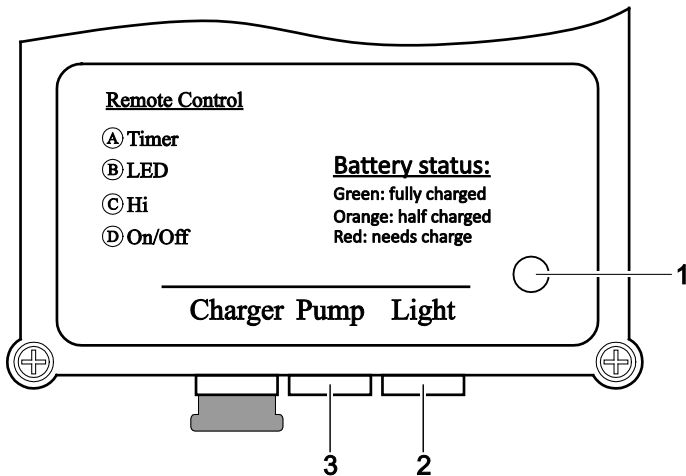 Remote Control
Ⓐ Timer
Ⓑ LED
Ⓒ Hi
Ⓓ On/Off
Battery status:
Green: fully charged
Orange: half charged
Red: needs charge
1
Charger Pump Light
3 2